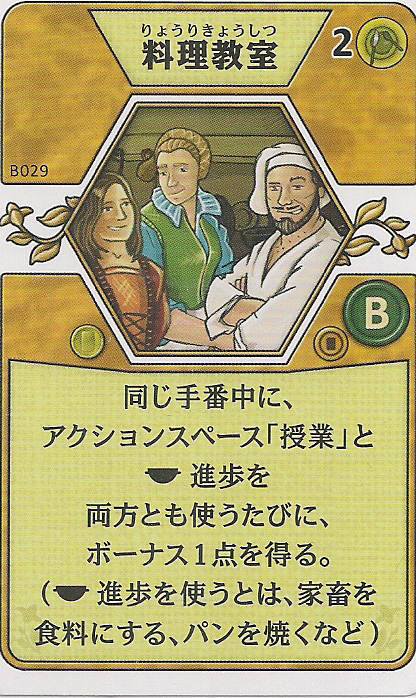 りょうりきょうしつ
料理教室
2
B029
B
同じ手番中に、
アクションスペース「授業」と
進歩を
両方とも使うたびに、
ボーナス1点を得る。
(進歩を使うとは、家畜を
食料にする、パンを焼くなど)